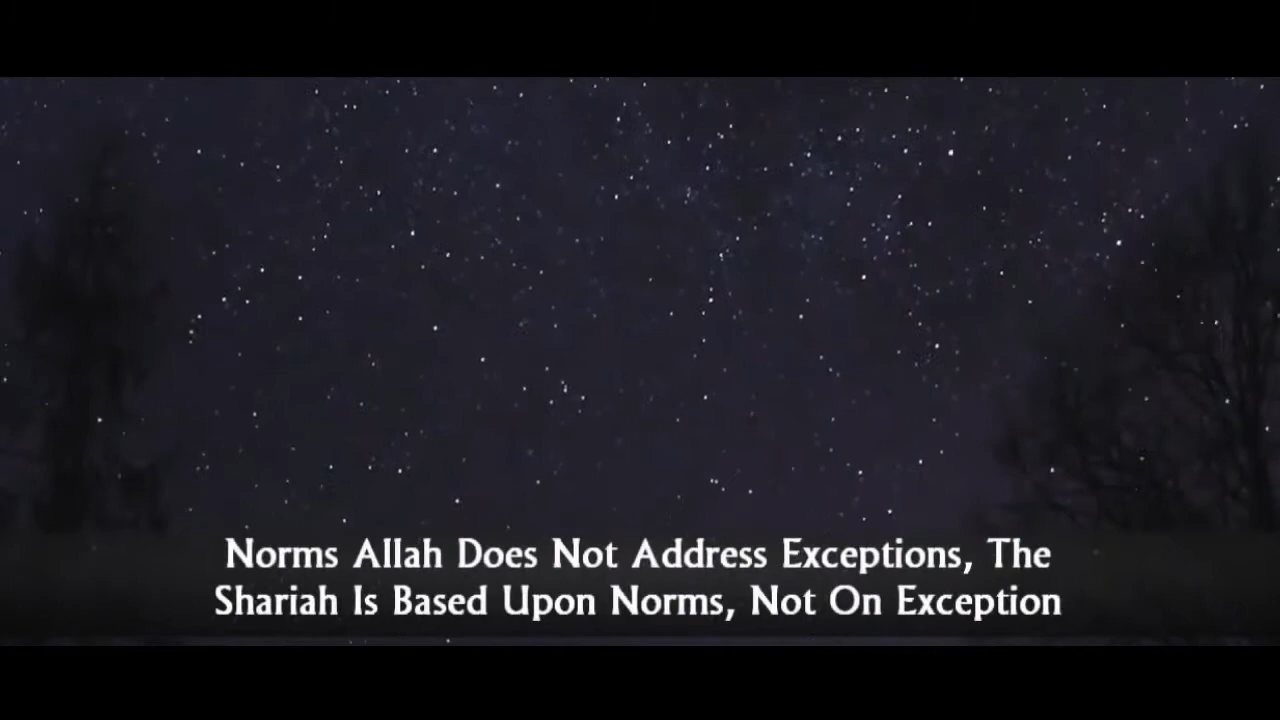 Norms Allah Does Not Address Exceptions, The
Shariah Is Based Upon Norms, Not On Exception